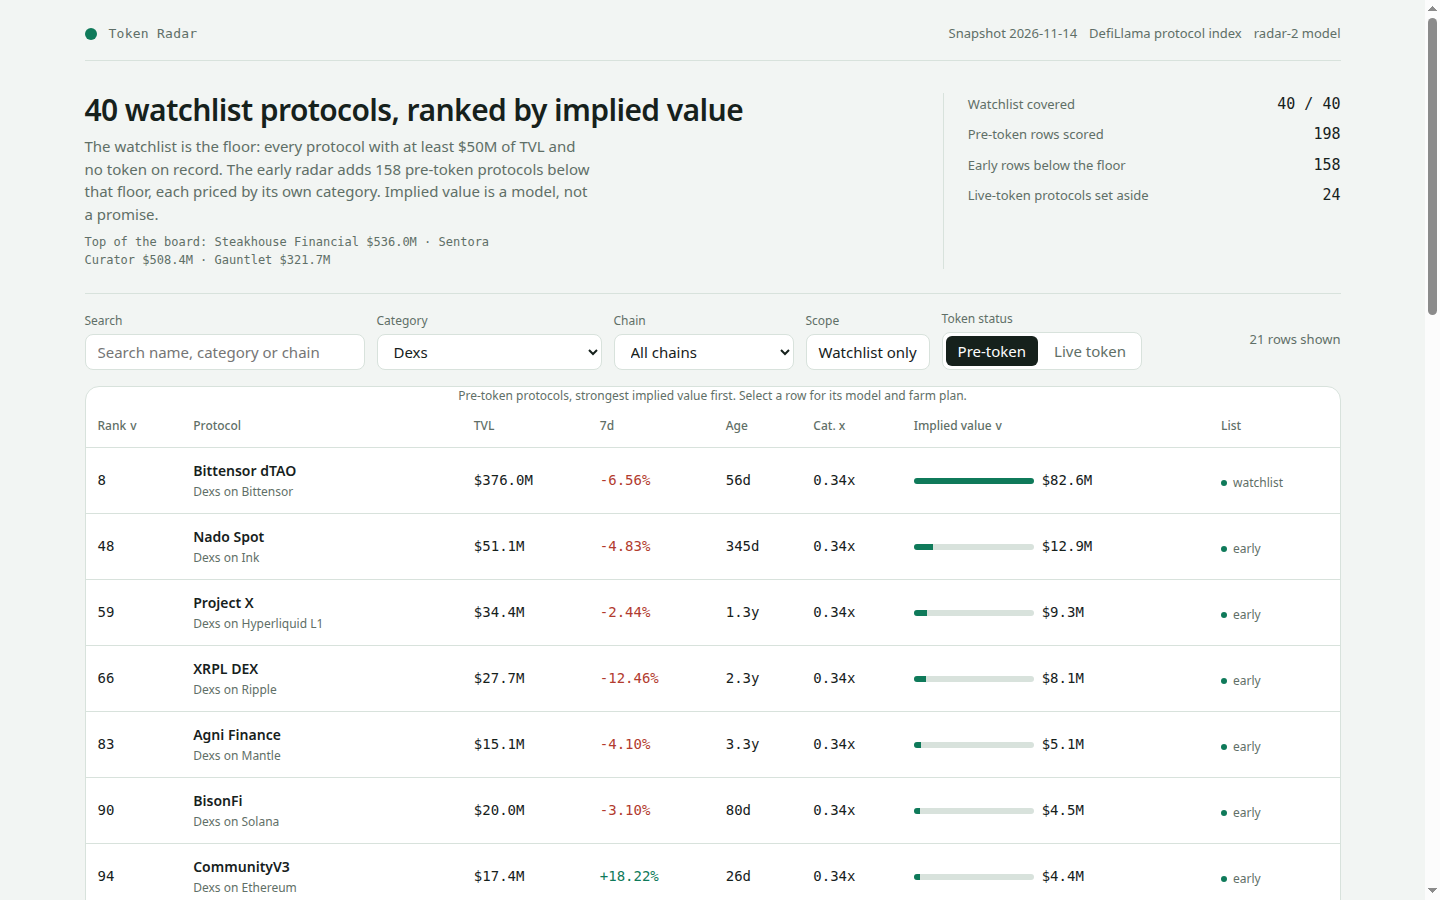 Token Radar
Snapshot 2026-11-14 DefiLlama protocol index radar-2 model
40 watchlist protocols, ranked by implied value
The watchlist is the floor: every protocol with at least $50M of TVL and
no token on record. The early radar adds 158 pre-token protocols below
that floor, each priced by its own category. Implied value is a model, not
a promise.
Top of the board: Steakhouse Financial $536.0M · Sentora
Curator $508.4M · Gauntlet $321.7M
Watchlist covered 40 / 40
Pre-token rows scored 198
Early rows below the floor 158
Live-token protocols set aside 24
Search
Search name, category or chain
Category
Dexs
Chain
All chains
Scope
Watchlist only
Token status
Pre-token Live token
21 rows shown
Pre-token protocols, strongest implied value first. Select a row for its model and farm plan.
Rank v Protocol TVL 7d Age Cat. x Implied value v List
8 Bittensor dTAO $376.0M -6.56% 56d 0.34x $82.6M watchlist
Dexs on Bittensor
48 Nado Spot $51.1M -4.83% 345d 0.34x $12.9M early
Dexs on Ink
59 Project X $34.4M -2.44% 1.3y 0.34x $9.3M early
Dexs on Hyperliquid L1
66 XRPL DEX $27.7M -12.46% 2.3y 0.34x $8.1M early
Dexs on Ripple
83 Agni Finance $15.1M -4.10% 3.3y 0.34x $5.1M early
Dexs on Mantle
90 BisonFi $20.0M -3.10% 80d 0.34x $4.5M early
Dexs on Solana
94 CommunityV3 $17.4M +18.22% 26d 0.34x $4.4M early
Dexs on Ethereum